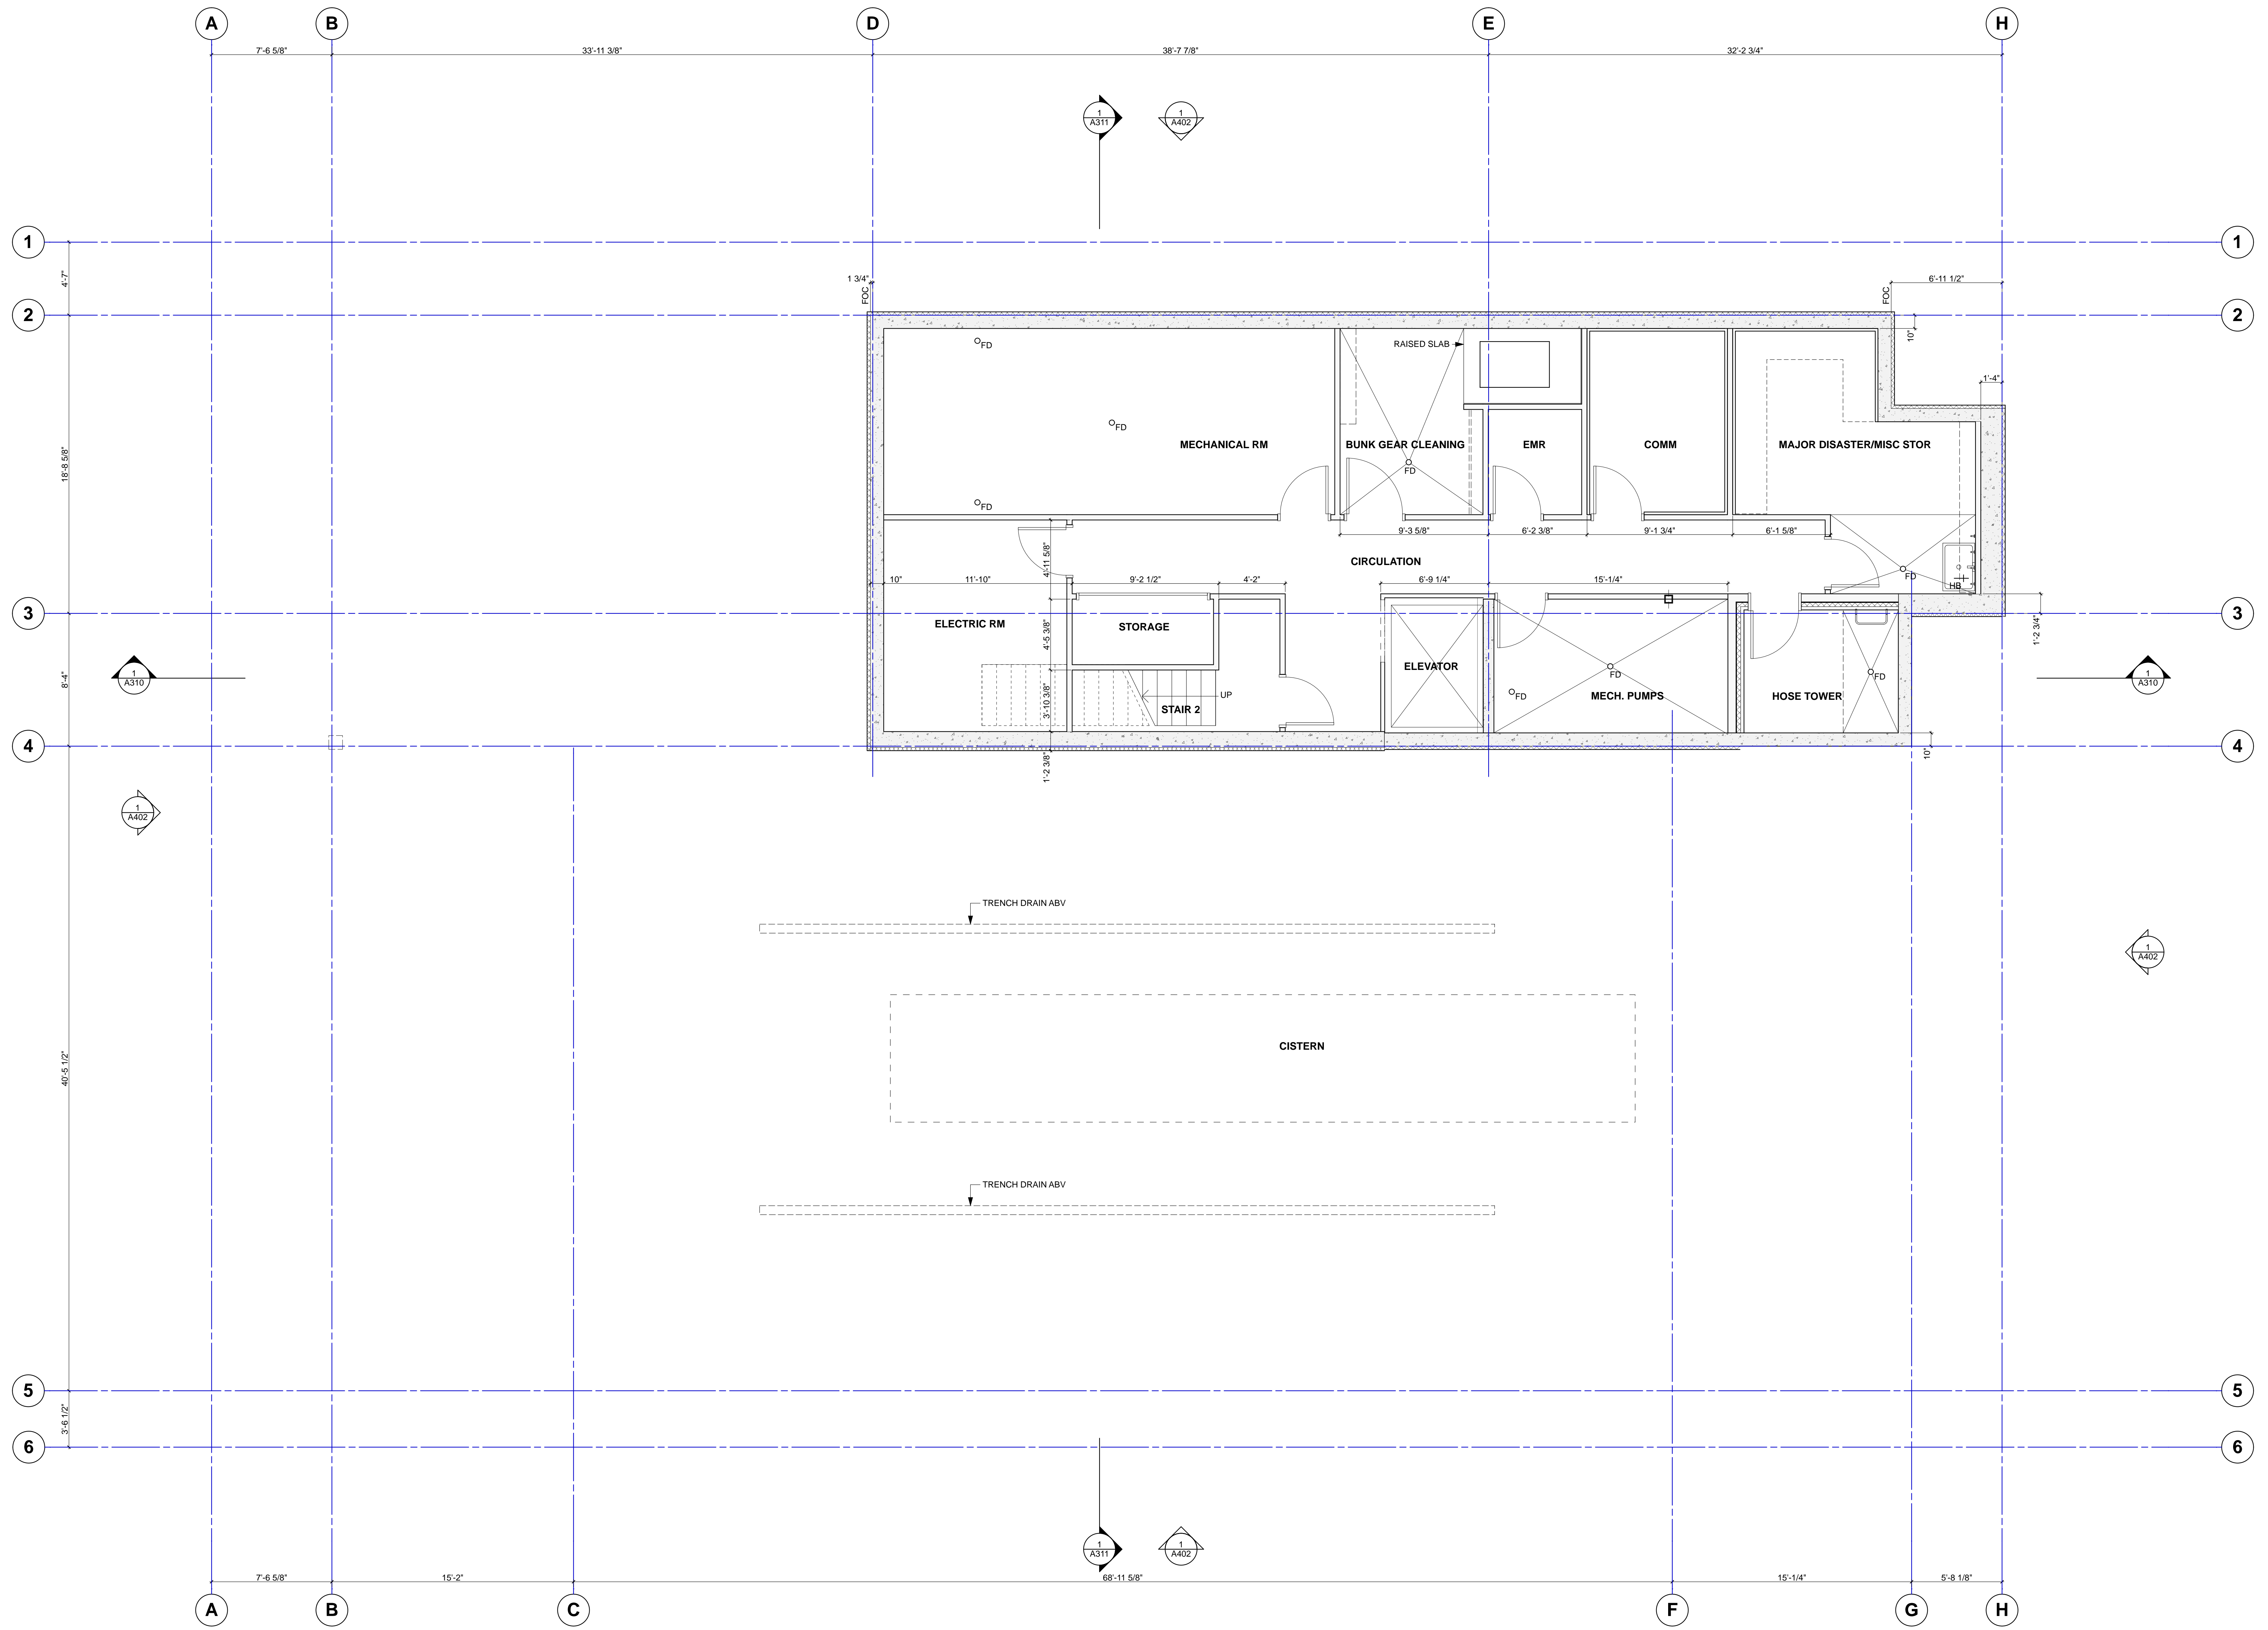 A B D E H
7'-6 5/8" 33'-11 3/8" 38'-7 7/8" 32'-2 3/4"
1
A311
1
A402
1 1
4'-7"
1 3/4" 6'-11 1/2"
FOC FOC
2 2
10"
FD
RAISED SLAB
1'-4"
FD
MECHANICAL RM BUNK GEAR CLEANING EMR COMM MAJOR DISASTER/MISC STOR
18'-8 5/8"
FD
FD
9'-3 5/8" 6'-2 3/8" 9'-1 3/4" 6'-1 5/8"
4'-11 5/8"
CIRCULATION
10" 11'-10" 9'-2 1/2" 4'-2" 6'-9 1/4" 15'-1/4"
FD
HB
3 3
ELECTRIC RM STORAGE
4'-5 3/8"
1'-2 3/4"
ELEVATOR
FD
FD
1
A310
8'-4"
1
A310
UP
FD
MECH. PUMPS HOSE TOWER
STAIR 2
3'-10 3/8"
4 4
1'-2 3/8"
10"
1
A402
TRENCH DRAIN ABV
1
A402
CISTERN
40'-5 1/2"
TRENCH DRAIN ABV
5 5
3'-6 1/2"
6 6
1
A311
1
A402
7'-6 5/8" 15'-2" 68'-11 5/8" 15'-1/4" 5'-8 1/8"
A B C F G H